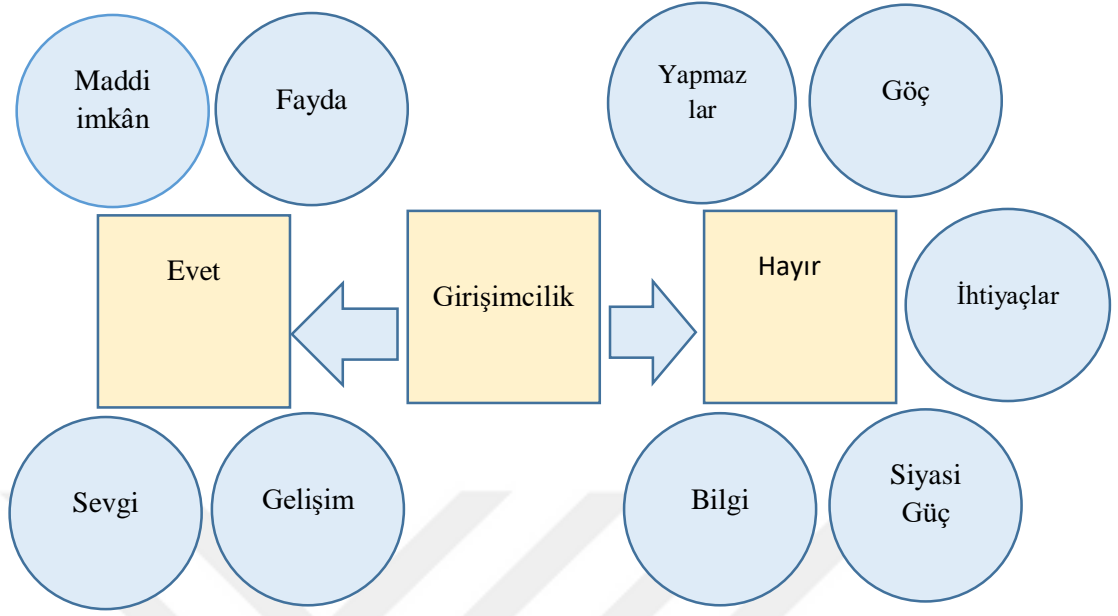 Maddi
imkân
Fayda
Yapmaz
lar
Göç
Evet
Girişimcilik
Hayır
İhtiyaçlar
Sevgi
Gelişim
Bilgi
Siyasi
Güç